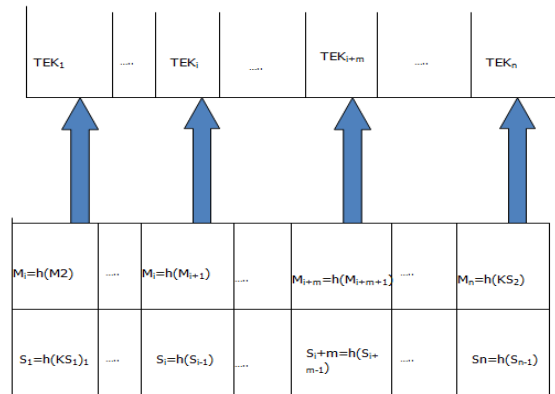 TEK₁ ..... TEKᵢ ..... TEKᵢ₊ₘ ..... TEKₙ
Mᵢ=h(M2) ..... Mᵢ=h(Mᵢ₊₁) ..... Mᵢ₊ₘ=h(Mᵢ₊ₘ₊₁) ..... Mₙ=h(KS₂)
S₁=h(KS₁)₁ ..... Sᵢ=h(Sᵢ₋₁) ..... Sᵢ+m=h(Sᵢ₊
ₘ₋₁) ..... Sn=h(Sₙ₋₁)